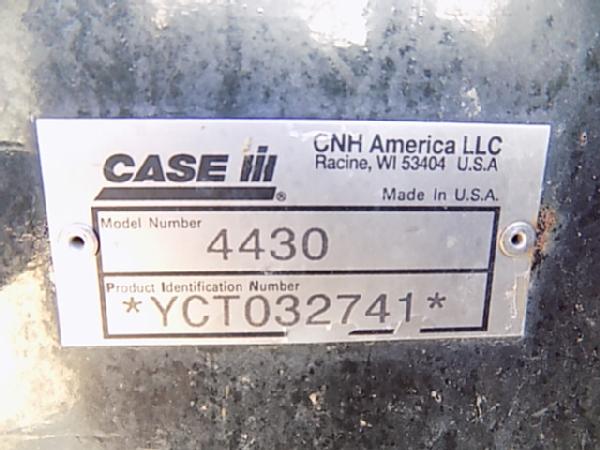 CASE IH®
CNH America LLC
Racine, WI 53404 U.S.A
Made in U.S.A.
Model Number
4430
Product Identification Number
*YCT032741*